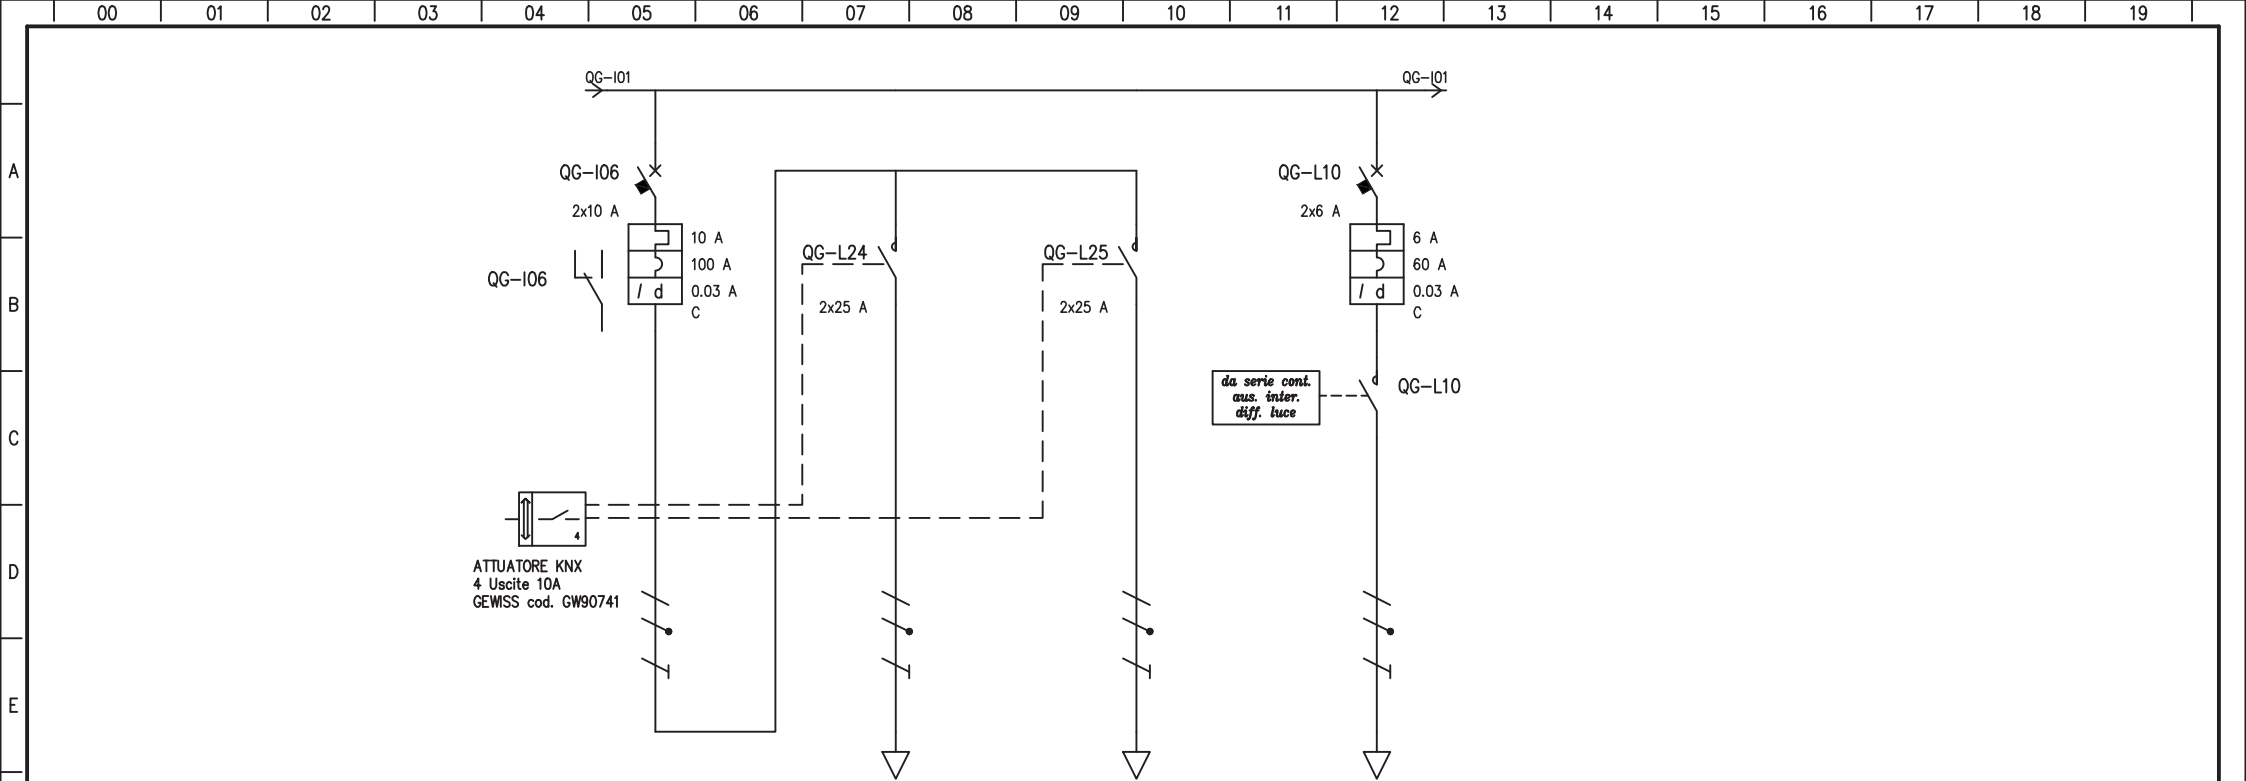 00 01 02 03 04 05 06 07 08 09 10 11 12 13 14 15 16 17 18 19
QG-I01
QG-I01
A
QG-I06
2x10 A
10 A
100 A
I d
0.03 A
C
QG-I06
QG-L24
2x25 A
QG-L25
2x25 A
QG-L10
2x6 A
6 A
60 A
I d
0.03 A
C
B
da serie cont.
aus. inter.
diff. luce
QG-L10
C
4
ATTUATORE KNX
4 Uscite 10A
GEWISS cod. GW90741
D
E